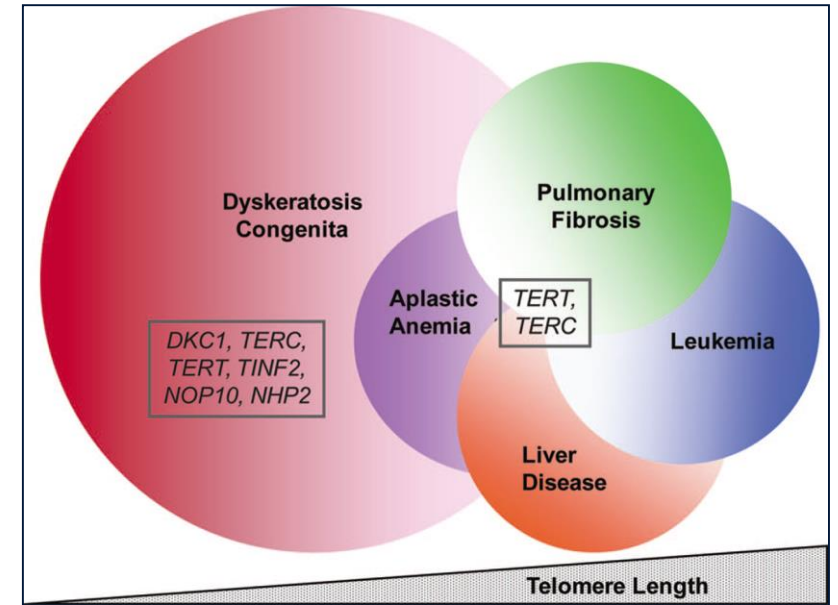 Dyskeratosis
Congenita
Pulmonary
Fibrosis
Aplastic
Anemia
TERT,
TERC
DKC1, TERC,
TERT, TINF2,
NOP10, NHP2
Leukemia
Liver
Disease
Telomere Length